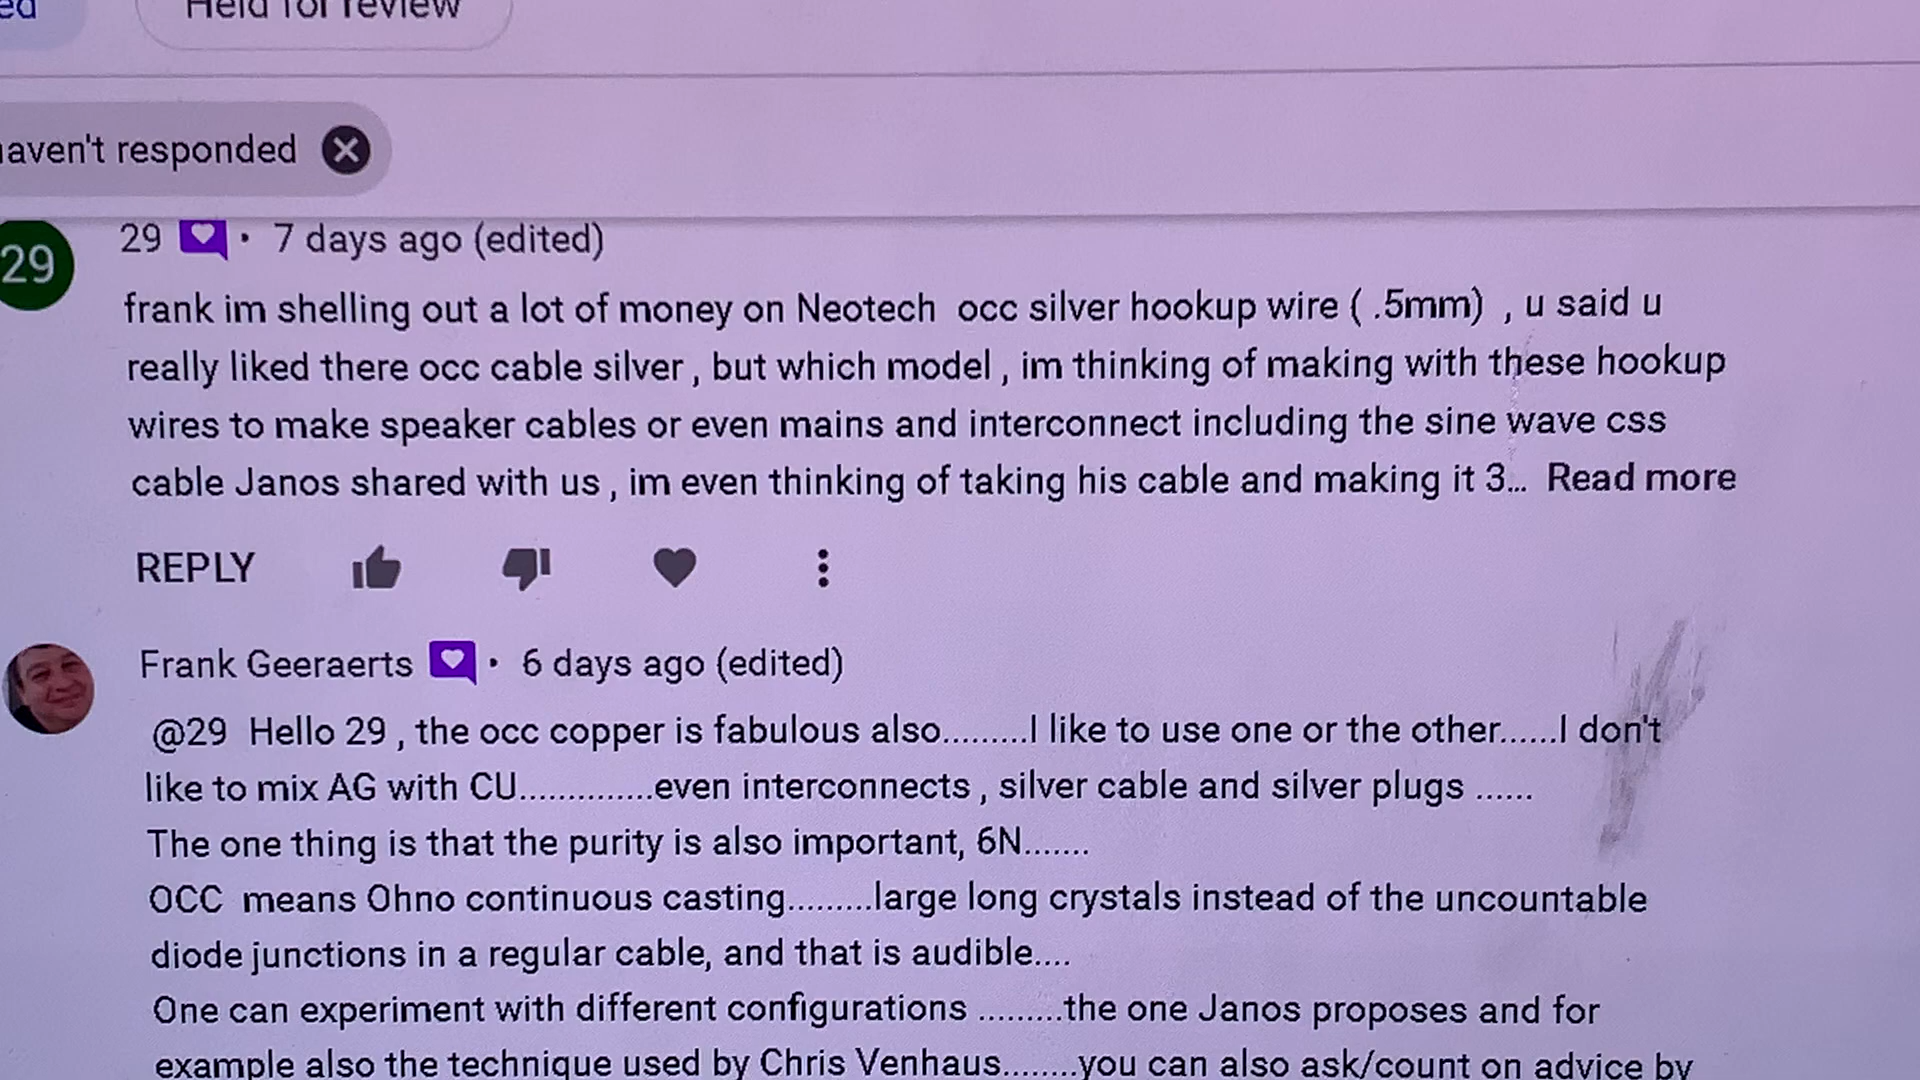 ed
Held for review
aven't responded
29
29 • 7 days ago (edited)
frank im shelling out a lot of money on Neotech occ silver hookup wire ( .5mm) , u said u
really liked there occ cable silver , but which model , im thinking of making with these hookup
wires to make speaker cables or even mains and interconnect including the sine wave css
cable Janos shared with us , im even thinking of taking his cable and making it 3... Read more
REPLY
Frank Geeraerts • 6 days ago (edited)
@29 Hello 29 , the occ copper is fabulous also.........I like to use one or the other......I don't
like to mix AG with CU..............even interconnects , silver cable and silver plugs ......
The one thing is that the purity is also important, 6N.......
OCC means Ohno continuous casting.........large long crystals instead of the uncountable
diode junctions in a regular cable, and that is audible....
One can experiment with different configurations .........the one Janos proposes and for
example also the technique used by Chris Venhaus........you can also ask/count on advice by